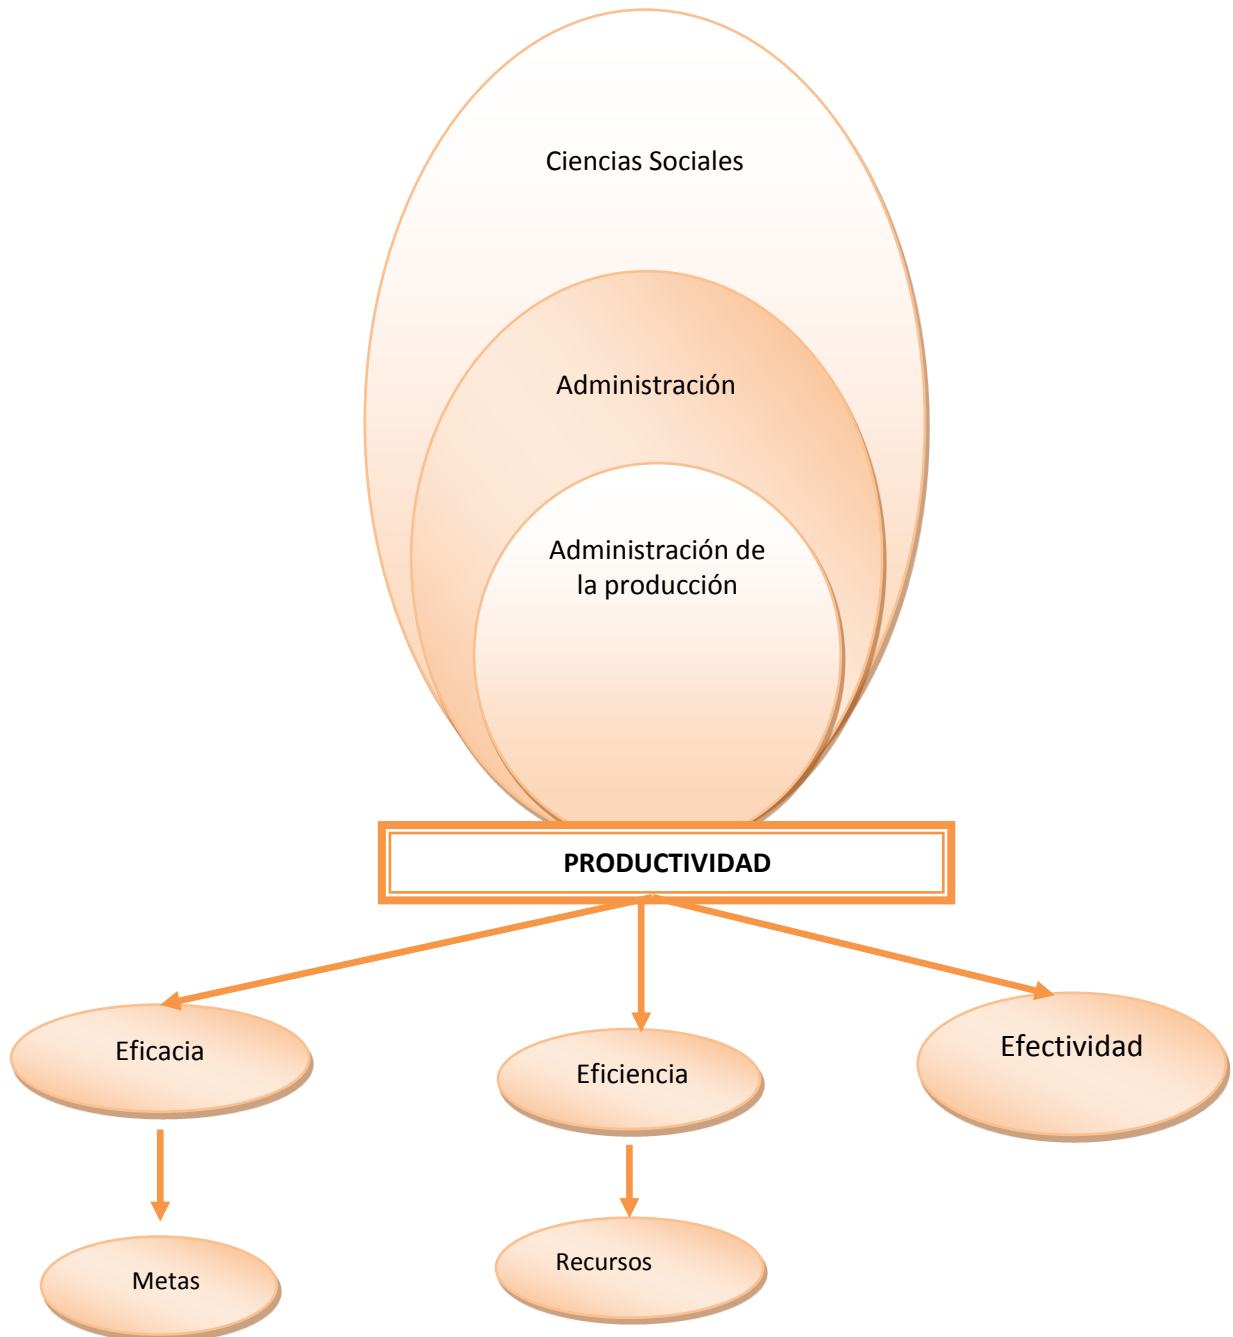 Ciencias Sociales
Administración
Administración de
la producción
PRODUCTIVIDAD
Eficacia
Eficiencia
Efectividad
Metas
Recursos